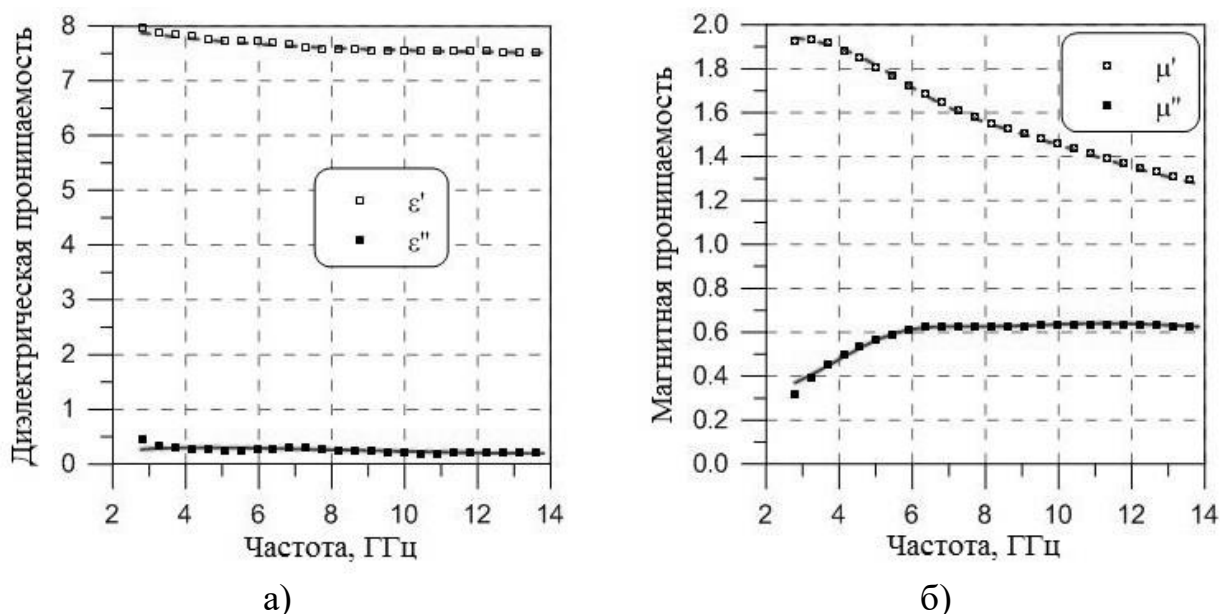 Диэлектрическая проницаемость
8
7
6
5
4
3
2
1
0
ε'
ε"
2 4 6 8 10 12 14
Частота, ГГц
а)
Магнитная проницаемость
2.0
1.8
1.6
1.4
1.2
1.0
0.8
0.6
0.4
0.2
0.0
μ'
μ"
2 4 6 8 10 12 14
Частота, ГГц
б)